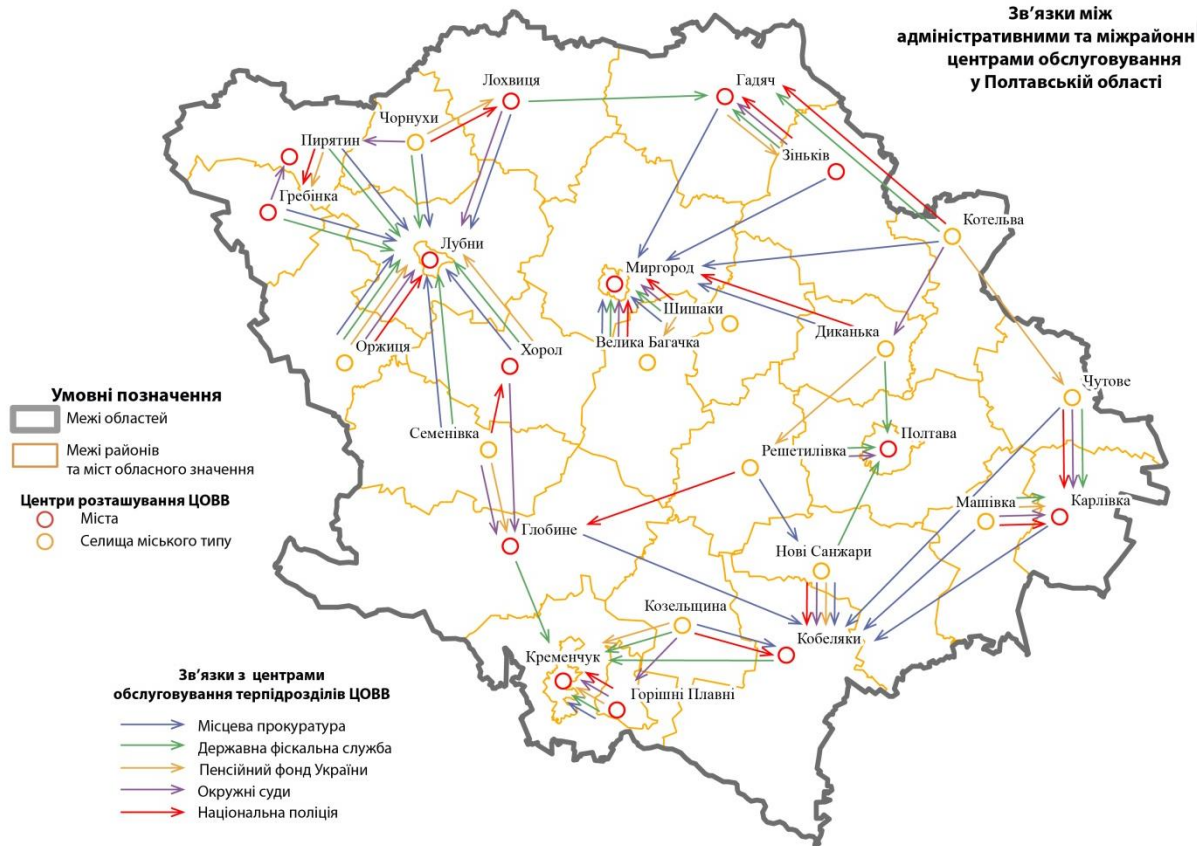 Зв’язки між
адміністративними та міжрайонн
центрами обслуговування
у Полтавській області
Лохвиця
Гадяч
Чорнухи
Пирятин
Зіньків
Гребінка
Котельва
Лубни
Миргород
Шишаки
Диканька
Велика Багачка
Оржиця
Хорол
Чутове
Семенівка
Решетилівка
Полтава
Машівка
Карлівка
Глобине
Нові Санжари
Козельщина
Кобеляки
Кременчук
Горішні Плавні
Умовні позначення
Межі областей
Межі районів
та міст обласного значення
Центри розташування ЦОВВ
Міста
Селища міського типу
Зв’язки з центрами
обслуговування терпідрозділів ЦОВВ
Місцева прокуратура
Державна фіскальна служба
Пенсійний фонд України
Окружні суди
Національна поліція